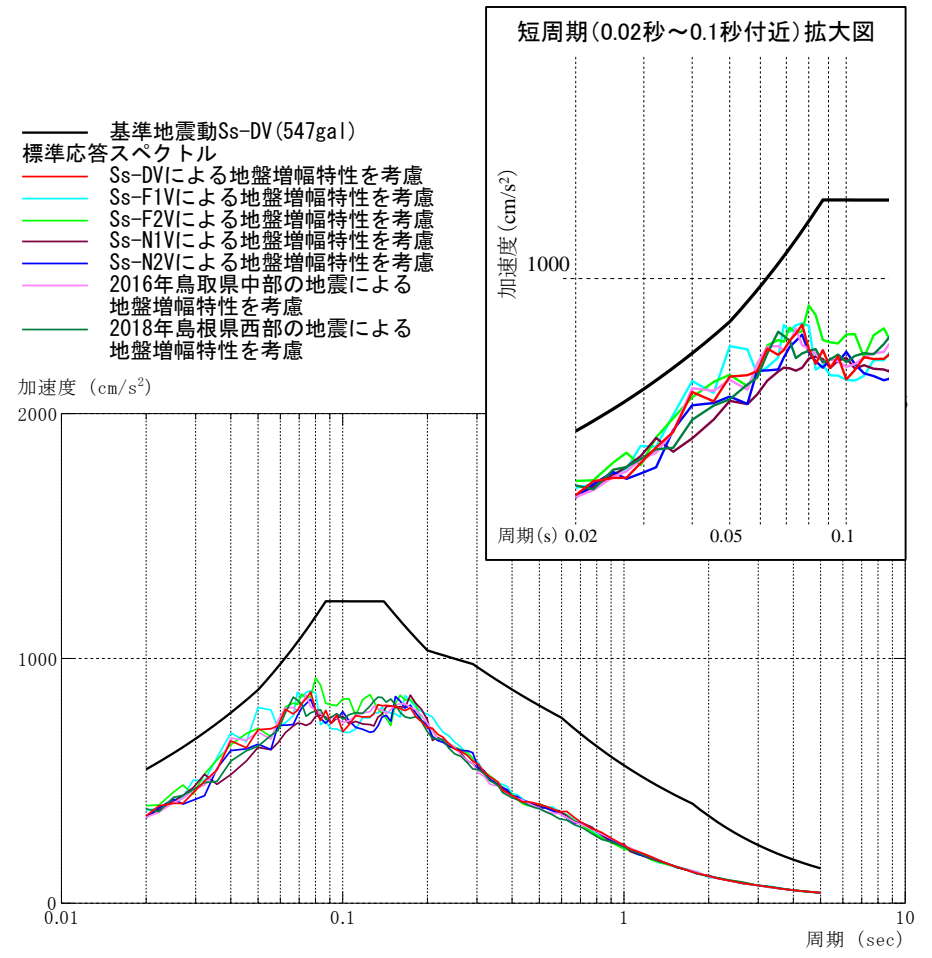 短周期(0.02秒～0.1秒付近)拡大図
加速度(cm/s²)
1000
周期(s) 0.02 0.05 0.1
基準地震動Ss-DV(547gal)
標準応答スペクトル
Ss-DVによる地盤増幅特性を考慮
Ss-F1Vによる地盤増幅特性を考慮
Ss-F2Vによる地盤増幅特性を考慮
Ss-N1Vによる地盤増幅特性を考慮
Ss-N2Vによる地盤増幅特性を考慮
2016年鳥取県中部の地震による
地盤増幅特性を考慮
2018年島根県西部の地震による
地盤増幅特性を考慮
加速度 (cm/s²)
2000
1000
0
0.01 0.1 1 10
周期 (sec)